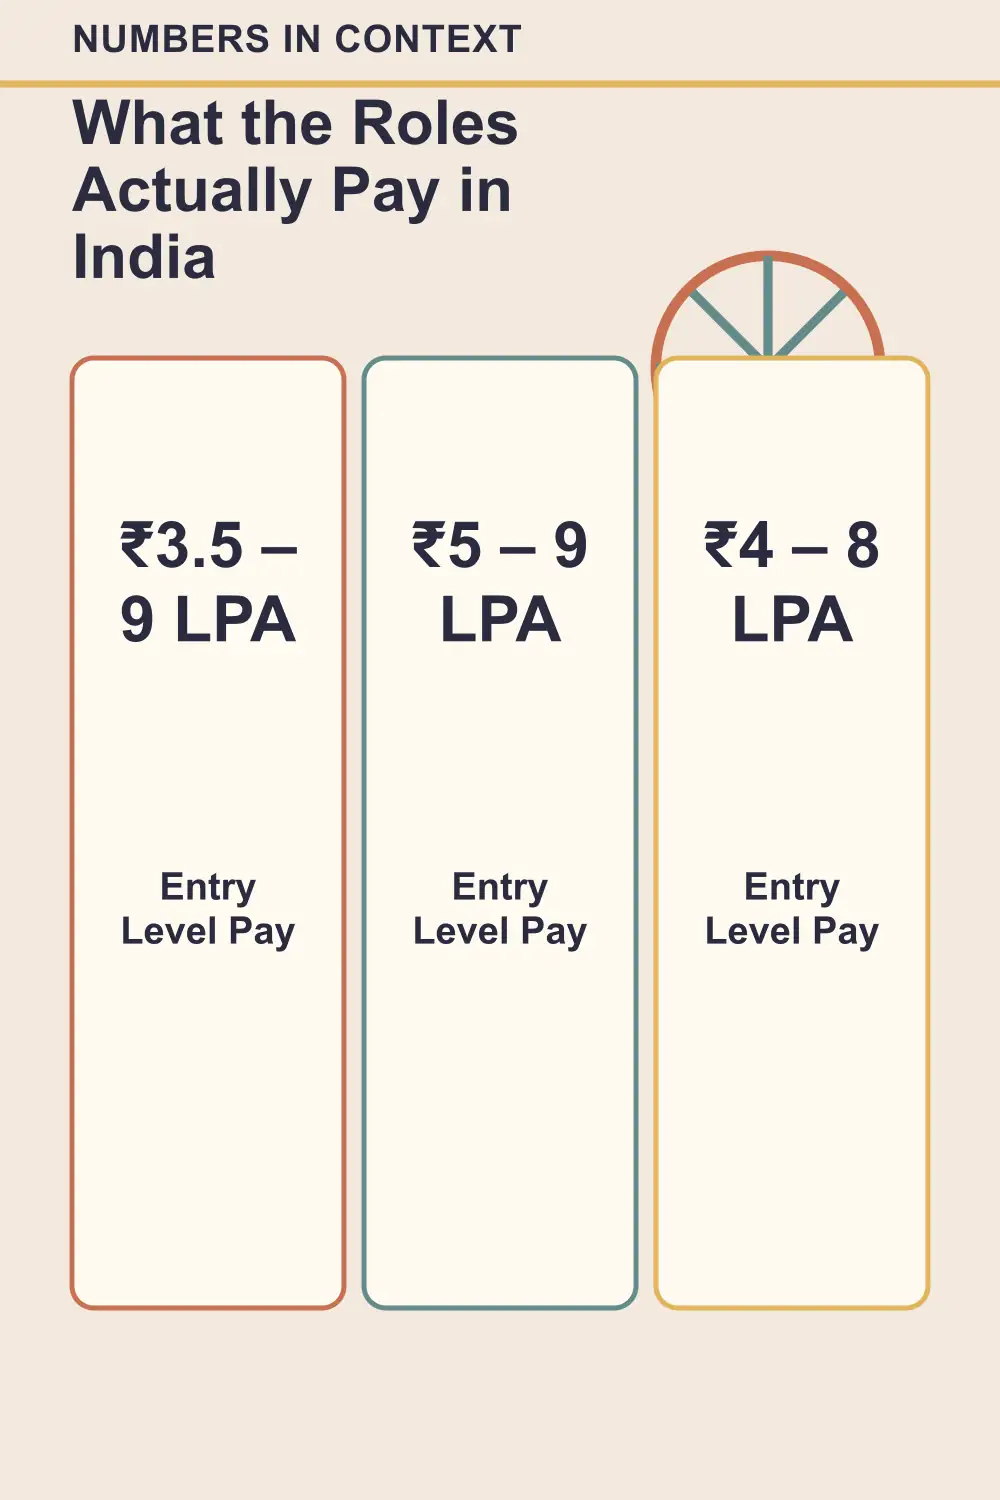 NUMBERS IN CONTEXT
What the Roles
Actually Pay in
India
₹3.5 –
9 LPA
Entry
Level Pay
₹5 – 9
LPA
Entry
Level Pay
₹4 – 8
LPA
Entry
Level Pay